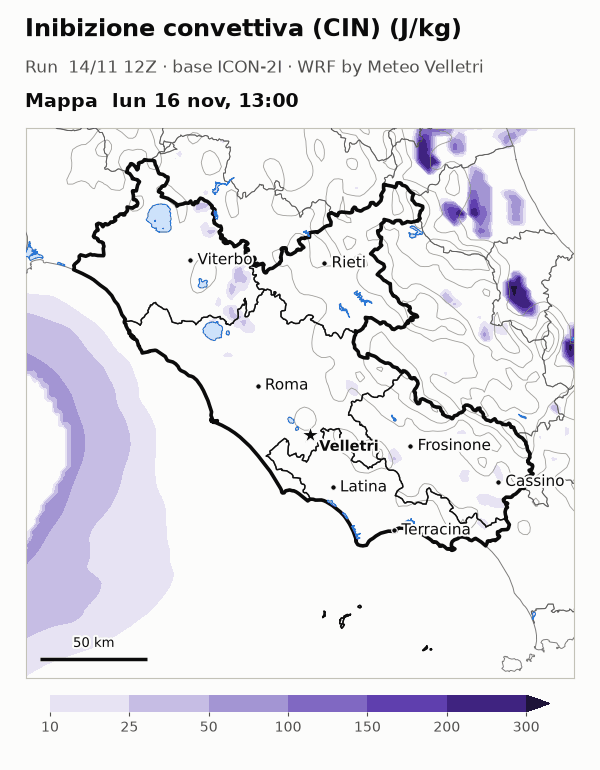 Inibizione convettiva (CIN) (J/kg)
Run  14/11 12Z · base ICON-2I · WRF by Meteo Velletri
Mappa  lun 16 nov, 13:00
Viterbo
Rieti
Roma
Velletri
Frosinone
Cassino
Latina
Terracina
50 km
10 25 50 100 150 200 300